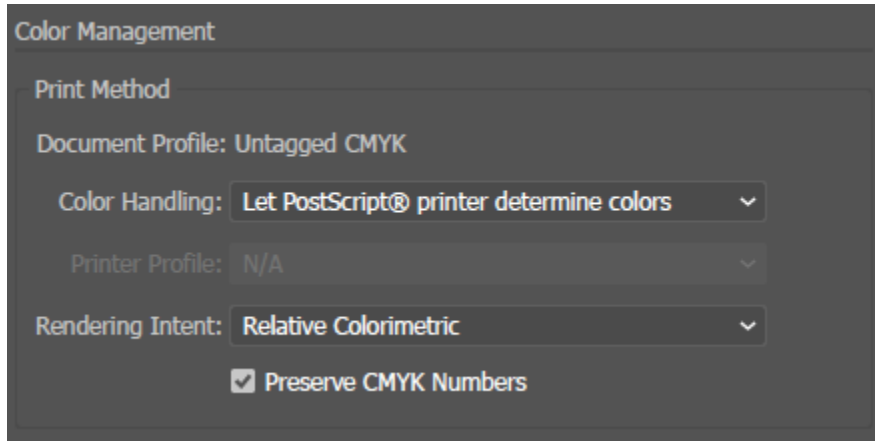 Color Management
Print Method
Document Profile: Untagged CMYK
Color Handling: Let PostScript® printer determine colors
Printer Profile: N/A
Rendering Intent: Relative Colorimetric
Preserve CMYK Numbers